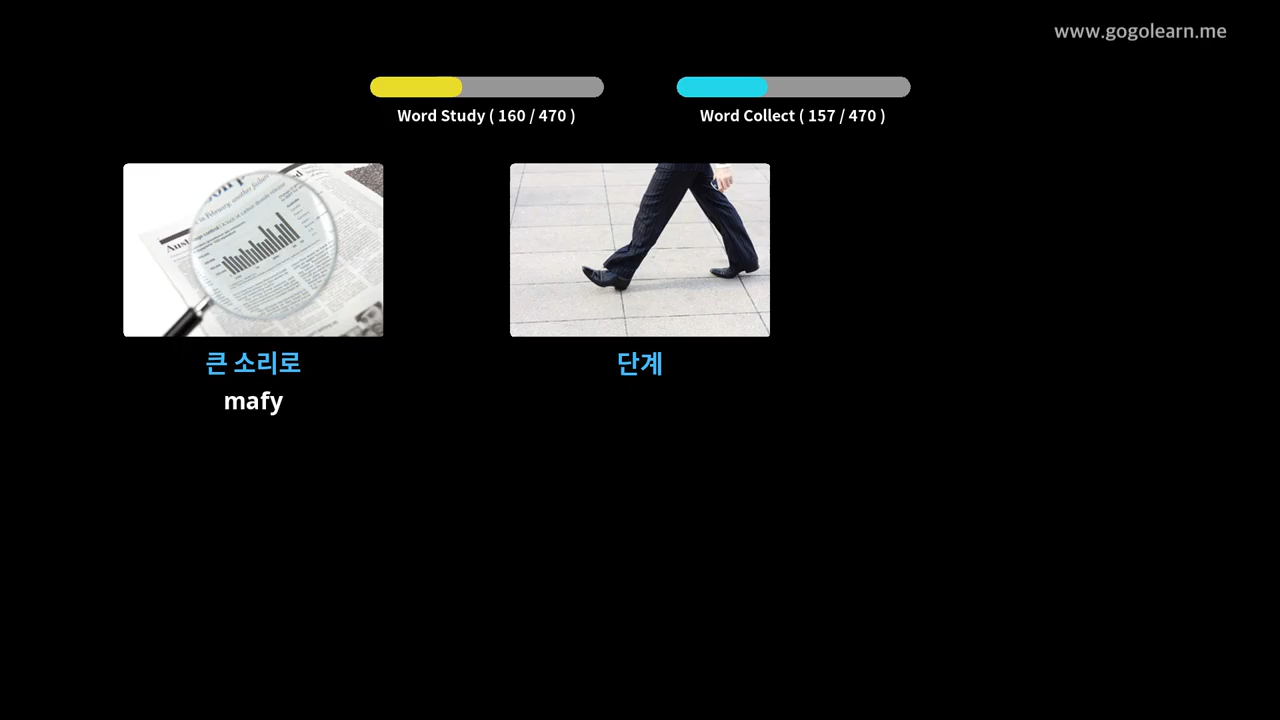 www.gogolearn.me
Word Study ( 160 / 470 )
Word Collect ( 157 / 470 )
큰 소리로
mafy
단계